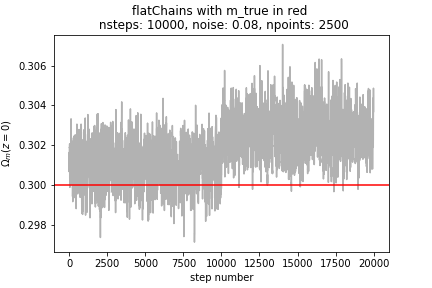 flatChains with m_true in red
nsteps: 10000, noise: 0.08, npoints: 2500
0.306
0.304
0.302
0.300
0.298
Ωm(z = 0)
0 2500 5000 7500 10000 12500 15000 17500 20000
step number